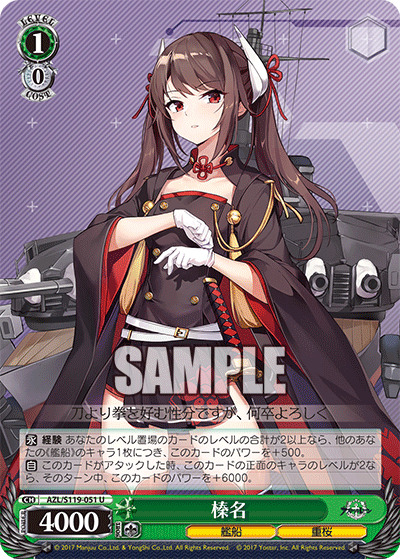 LEVEL
1
0
COST
SAMPLE
刀より拳を好む性分ですが、何卒よろしく
永 経験 あなたのレベル置場のカードのレベルの合計が2以上なら、他のあな
たの《艦船》のキャラ1枚につき、このカードのパワーを+500。
自 このカードがアタックした時、このカードの正面のキャラのレベルが2な
ら、そのターン中、このカードのパワーを+6000。
CH AZL/S119-051 U
4000
榛名
アズールレーン
艦船 重桜
© 2017 Manjuu Co.,Ltd. & YongShi Co.,Ltd. All Rights Reserved. © 2017 Yostar, Inc. All Rights Reserved.